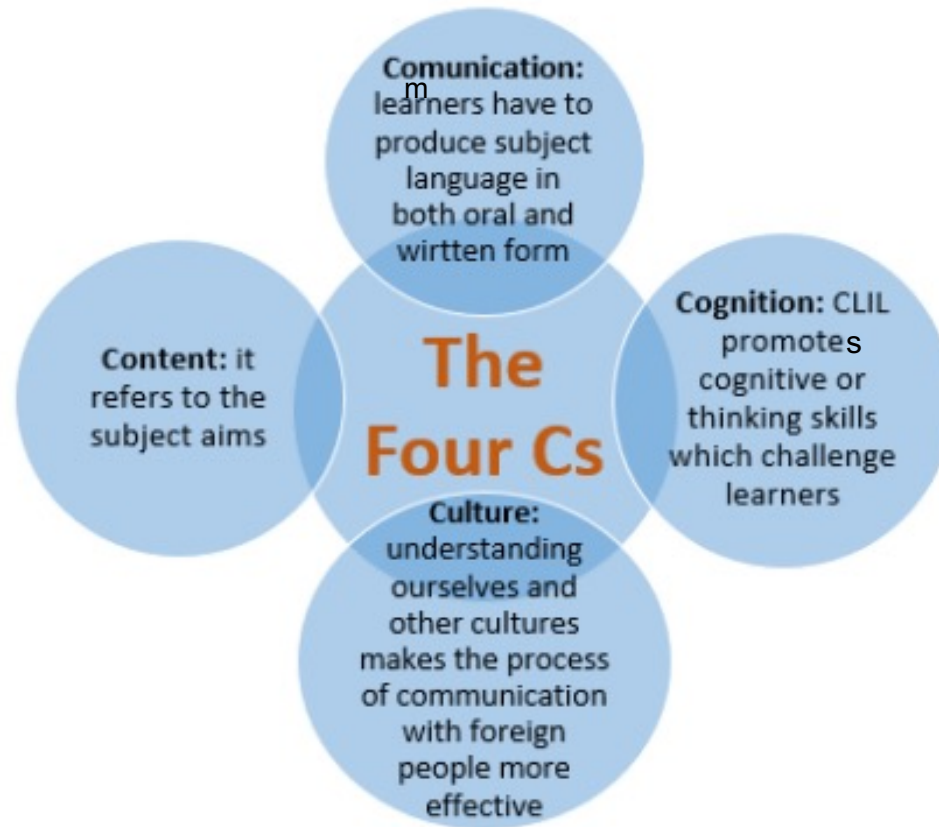 Comunication:
m
learners have to
produce subject
language in
both oral and
wirtten form
Content: it
refers to the
subject aims
The
Four Cs
Cognition: CLIL
promotes
cognitive or
thinking skills
which challenge
learners
Culture:
understanding
ourselves and
other cultures
makes the process
of communication
with foreign
people more
effective